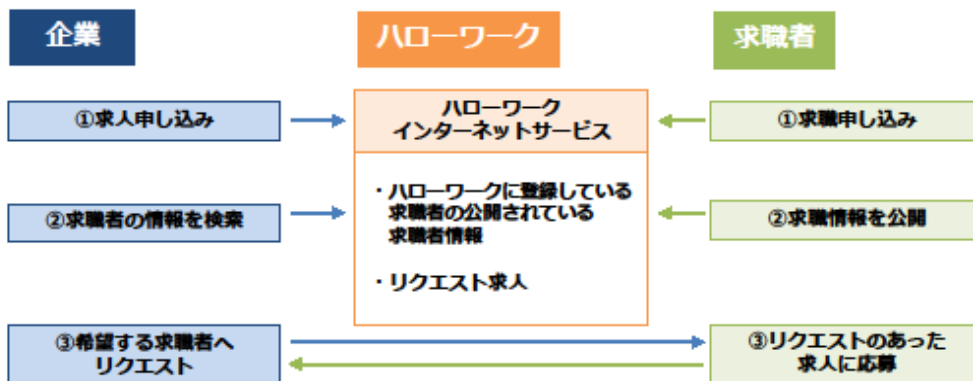 企業
ハローワーク
求職者
①求人申し込み
ハローワーク
インターネットサービス
①求職申し込み
②求職者の情報を検索
・ハローワークに登録している
求職者の公開されている
求職者情報
・リクエスト求人
②求職情報を公開
③希望する求職者へ
リクエスト
③リクエストのあった
求人に応募